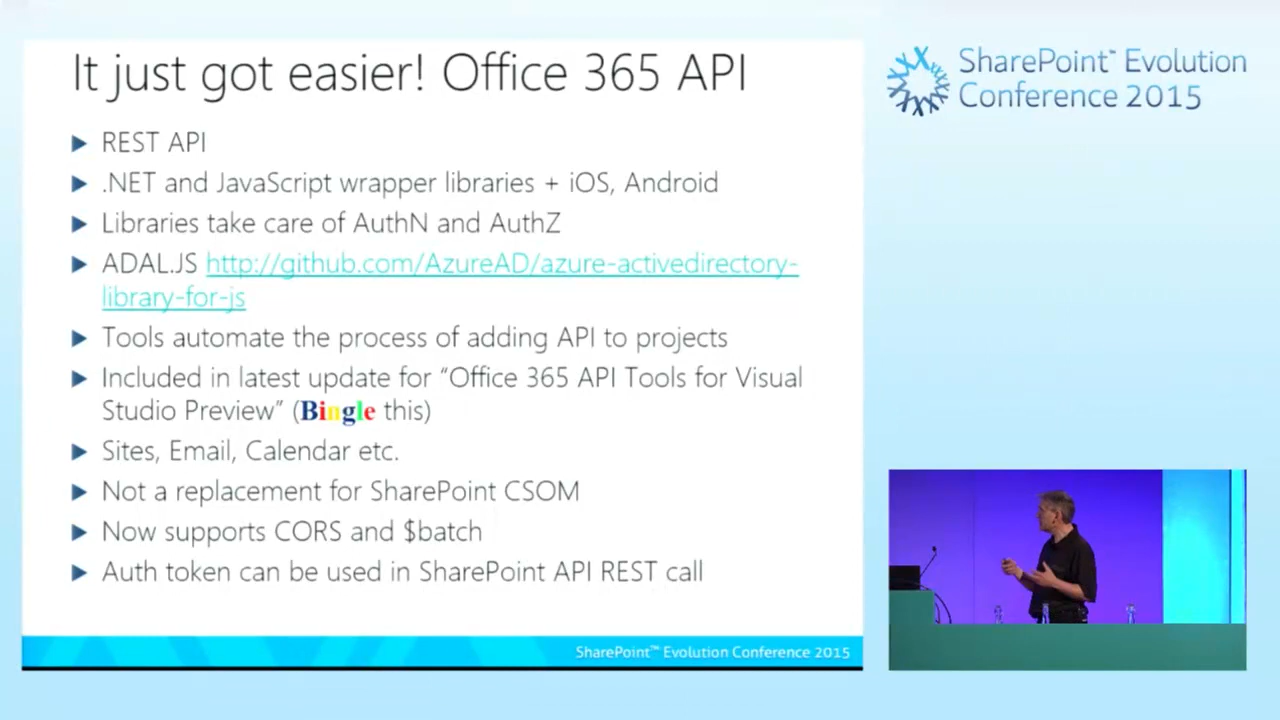 It just got easier! Office 365 API
REST API
.NET and JavaScript wrapper libraries + iOS, Android
Libraries take care of AuthN and AuthZ
ADAL.JS http://github.com/AzureAD/azure-activedirectory-
library-for-js
Tools automate the process of adding API to projects
Included in latest update for “Office 365 API Tools for Visual
Studio Preview” (Bingle this)
Sites, Email, Calendar etc.
Not a replacement for SharePoint CSOM
Now supports CORS and $batch
Auth token can be used in SharePoint API REST call
SharePoint™ Evolution Conference 2015
SharePoint™ Evolution
Conference 2015